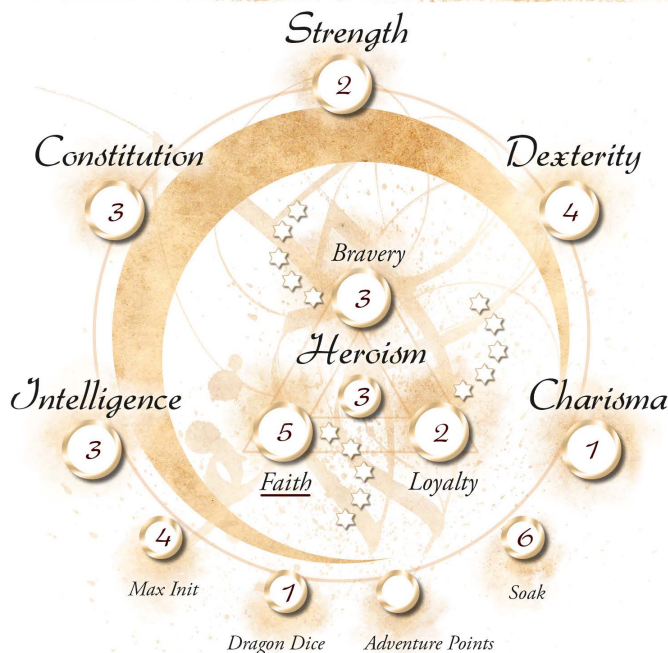 Strength
2
Constitution
Dexterity
3
4
Bravery
3
Heroism
3
Intelligence
Charisma
3
5
2
1
Faith
Loyalty
4
6
Max Init
Soak
1
Dragon Dice
Adventure Points